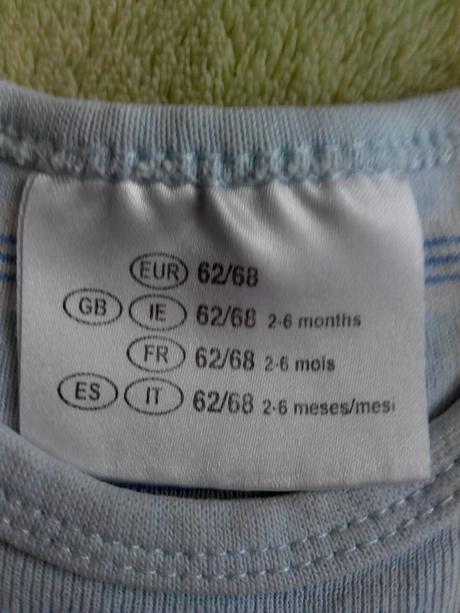 EUR 62/68
GB IE 62/68 2-6 months
FR 62/68 2-6 mois
ES IT 62/68 2-6 meses/mesi